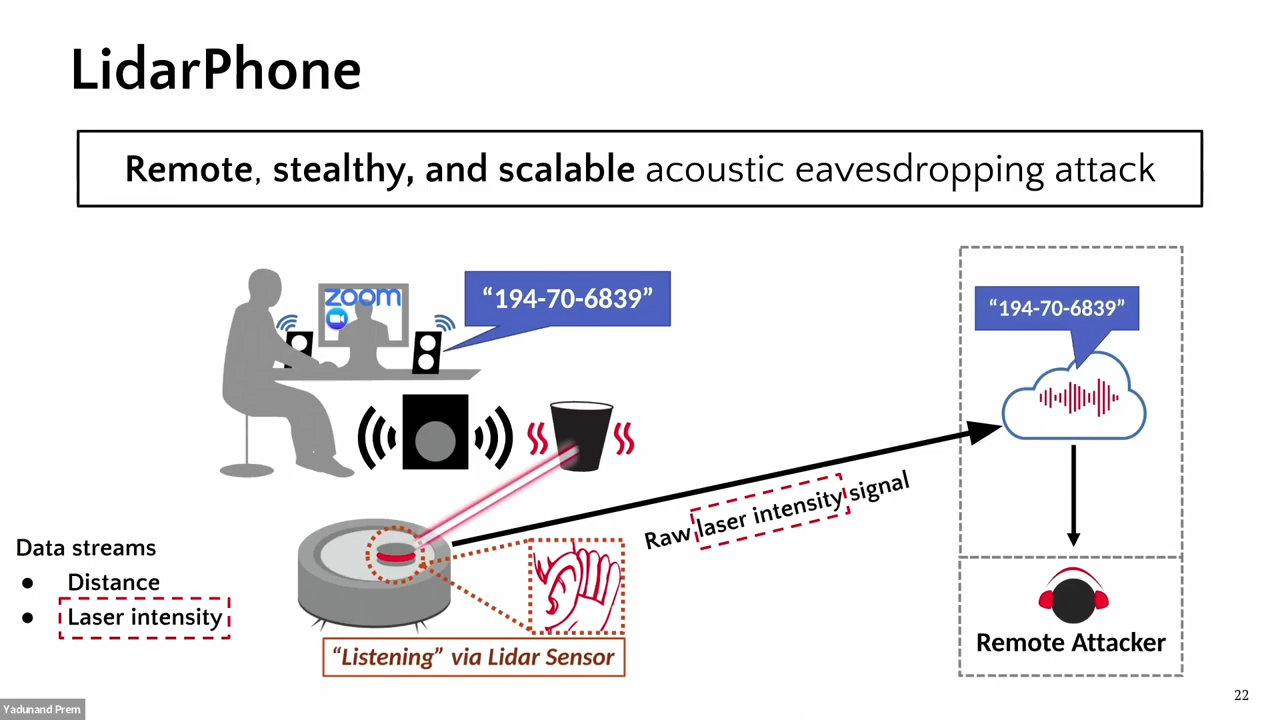 LidarPhone
Remote, stealthy, and scalable acoustic eavesdropping attack
zoom
“194-70-6839”
“194-70-6839”
Raw laser intensity signal
Data streams
● Distance
● Laser intensity
“Listening” via Lidar Sensor
Remote Attacker
Yadunand Prem
22